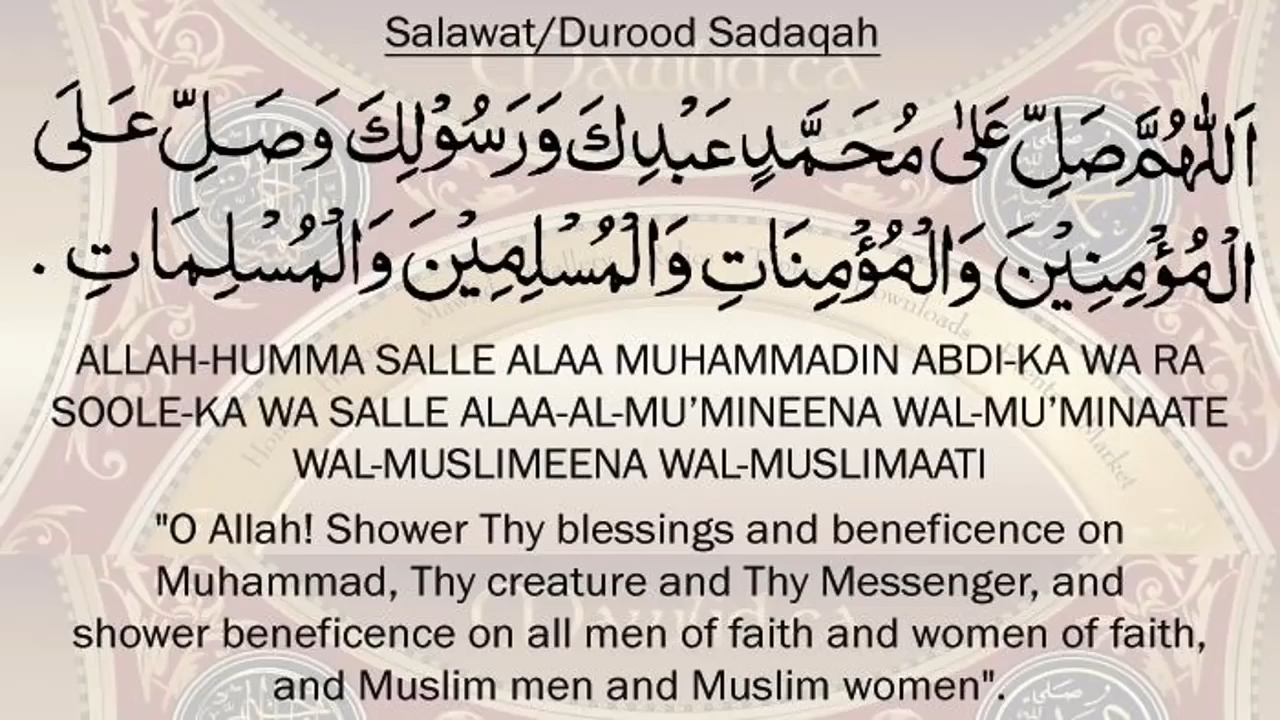 Salawat/Durood Sadaqah
اَللّٰهُمَّ صَلِّ عَلٰى مُحَمَّدٍ عَبْدِكَ وَرَسُوْلِكَ وَصَلِّ عَلَى
الْمُؤْمِنِيْنَ وَالْمُؤْمِنَاتِ وَالْمُسْلِمِيْنَ وَالْمُسْلِمَاتِ .
ALLAH-HUMMA SALLE ALAA MUHAMMADIN ABDI-KA WA RA
SOOLE-KA WA SALLE ALAA-AL-MU’MINEENA WAL-MU’MINAATE
WAL-MUSLIMEENA WAL-MUSLIMAATI
"O Allah! Shower Thy blessings and beneficence on
Muhammad, Thy creature and Thy Messenger, and
shower beneficence on all men of faith and women of faith,
and Muslim men and Muslim women".